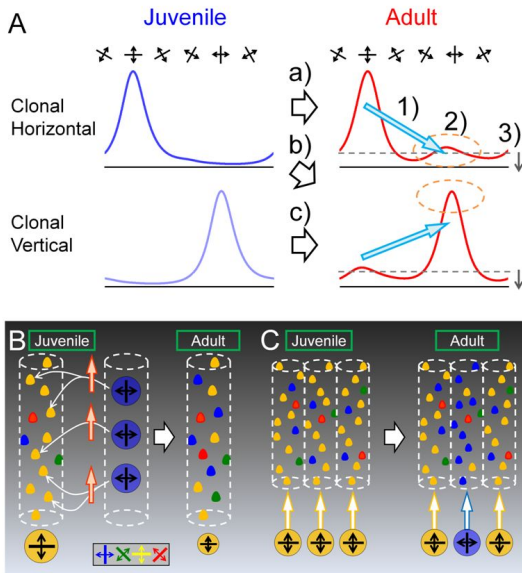 A
Juvenile
Adult
Clonal
Horizontal
a)
1)
2)
3)
b)
Clonal
Vertical
c)
B
Juvenile
Adult
C
Juvenile
Adult